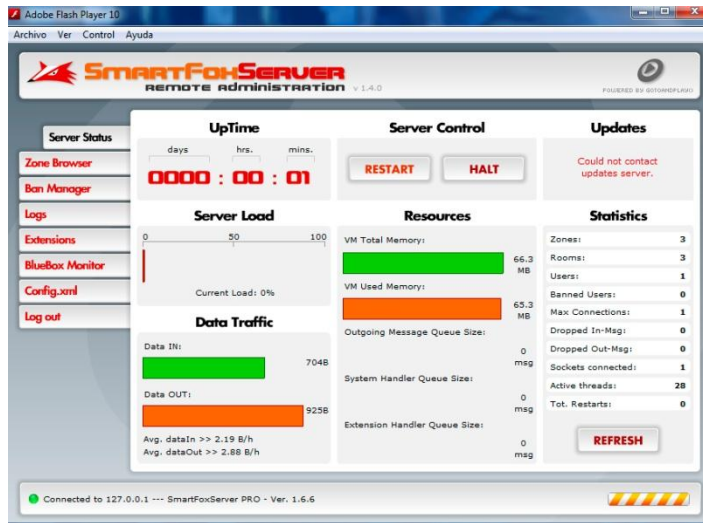 Adobe Flash Player 10
Archivo Ver Control Ayuda
SmartFoxServer
Remote Administration v 1.4.0
POWERED BY GOTOANDPLAY()
Server Status
Zone Browser
Ban Manager
Logs
Extensions
BlueBox Monitor
Config.xml
Log out
UpTime
days hrs. mins.
0000 : 00 : 01
Server Control
RESTART HALT
Updates
Could not contact
updates server.
Server Load
0 50 100
Current Load: 0%
Data Traffic
Data IN:
704B
Data OUT:
925B
Avg. dataIn >> 2.19 B/h
Avg. dataOut >> 2.88 B/h
Resources
VM Total Memory:
66.3
MB
VM Used Memory:
65.3
MB
Outgoing Message Queue Size:
0
msg
System Handler Queue Size:
0
msg
Extension Handler Queue Size:
0
msg
Statistics
Zones: 3
Rooms: 3
Users: 1
Banned Users: 0
Max Connections: 1
Dropped In-Msg: 0
Dropped Out-Msg: 0
Sockets connected: 1
Active threads: 28
Tot. Restarts: 0
REFRESH
Connected to 127.0.0.1 --- SmartFoxServer PRO - Ver. 1.6.6